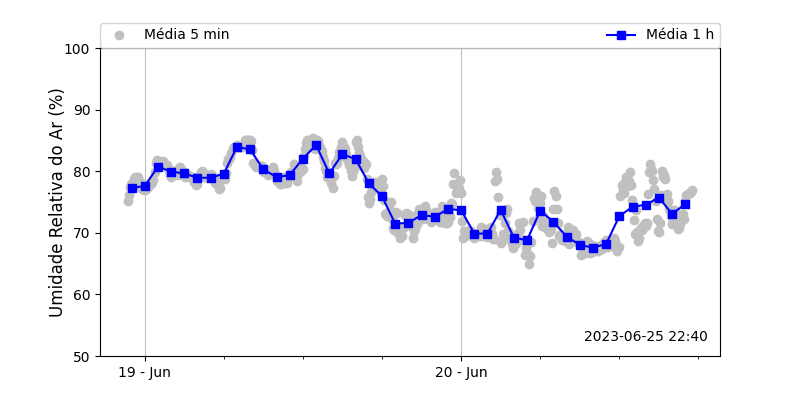 Média 5 min
Média 1 h
Umidade Relativa do Ar (%)
100
90
80
70
60
50
2023-06-25 22:40
19 - Jun
20 - Jun